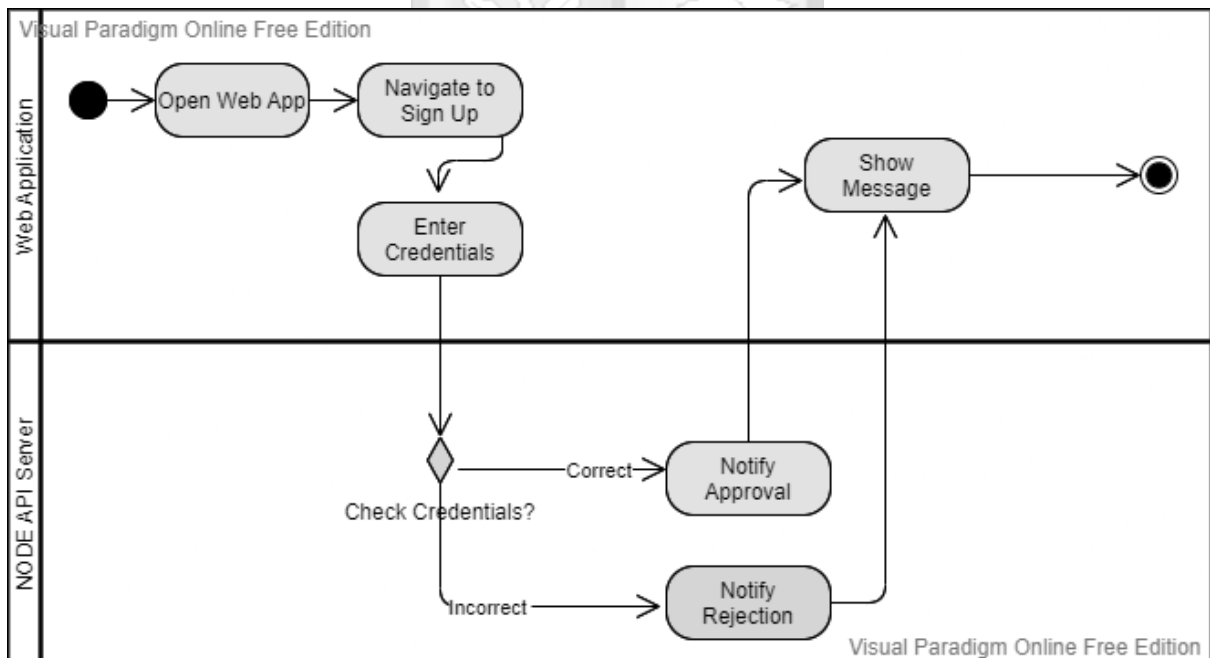 Visual Paradigm Online Free Edition
Web Application
Open Web App
Navigate to
Sign Up
Enter
Credentials
Show
Message
NODE API Server
Check Credentials?
Correct
Notify
Approval
Incorrect
Notify
Rejection
Visual Paradigm Online Free Edition